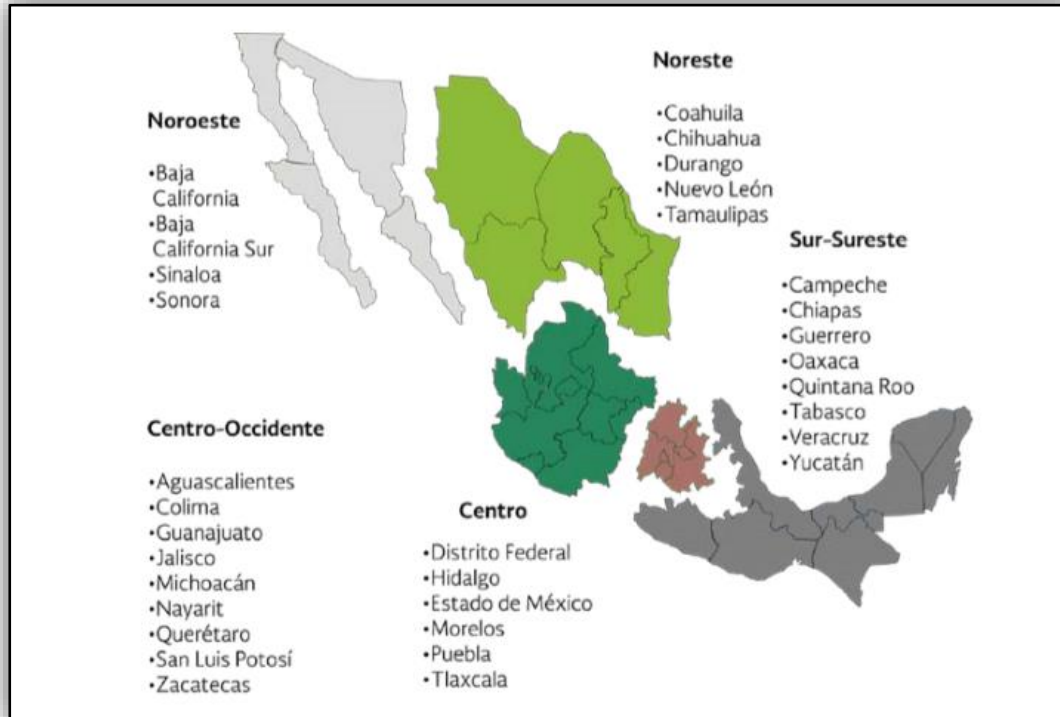 Noroeste
•Baja
California
•Baja
California Sur
•Sinaloa
•Sonora
Noreste
•Coahuila
•Chihuahua
•Durango
•Nuevo León
•Tamaulipas
Sur-Sureste
•Campeche
•Chiapas
•Guerrero
•Oaxaca
•Quintana Roo
•Tabasco
•Veracruz
•Yucatán
Centro-Occidente
•Aguascalientes
•Colima
•Guanajuato
•Jalisco
•Michoacán
•Nayarit
•Querétaro
•San Luis Potosí
•Zacatecas
Centro
•Distrito Federal
•Hidalgo
•Estado de México
•Morelos
•Puebla
•Tlaxcala